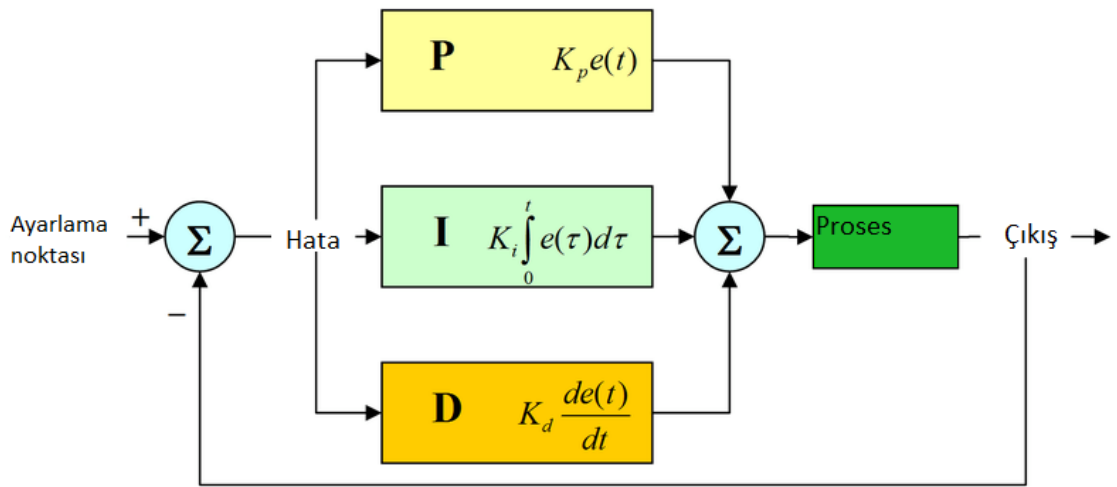 P K_p e(t)
Ayarlama
noktası
+
Σ
Hata
I K_i ∫_0^t e(τ)dτ
Σ
Proses
Çıkış
−
D K_d de(t)/dt